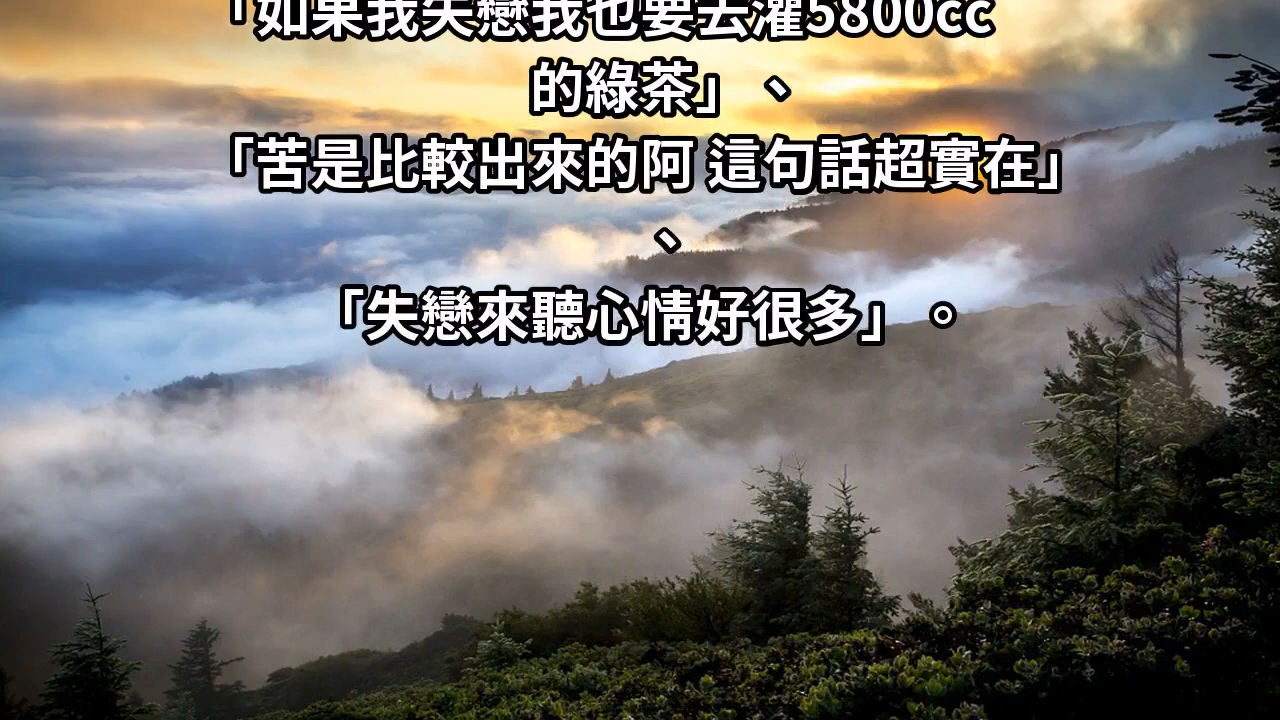 「如果我失戀我也要去灌5800cc
的綠茶」、
「苦是比較出來的阿 這句話超實在」
、
「失戀來聽心情好很多」。